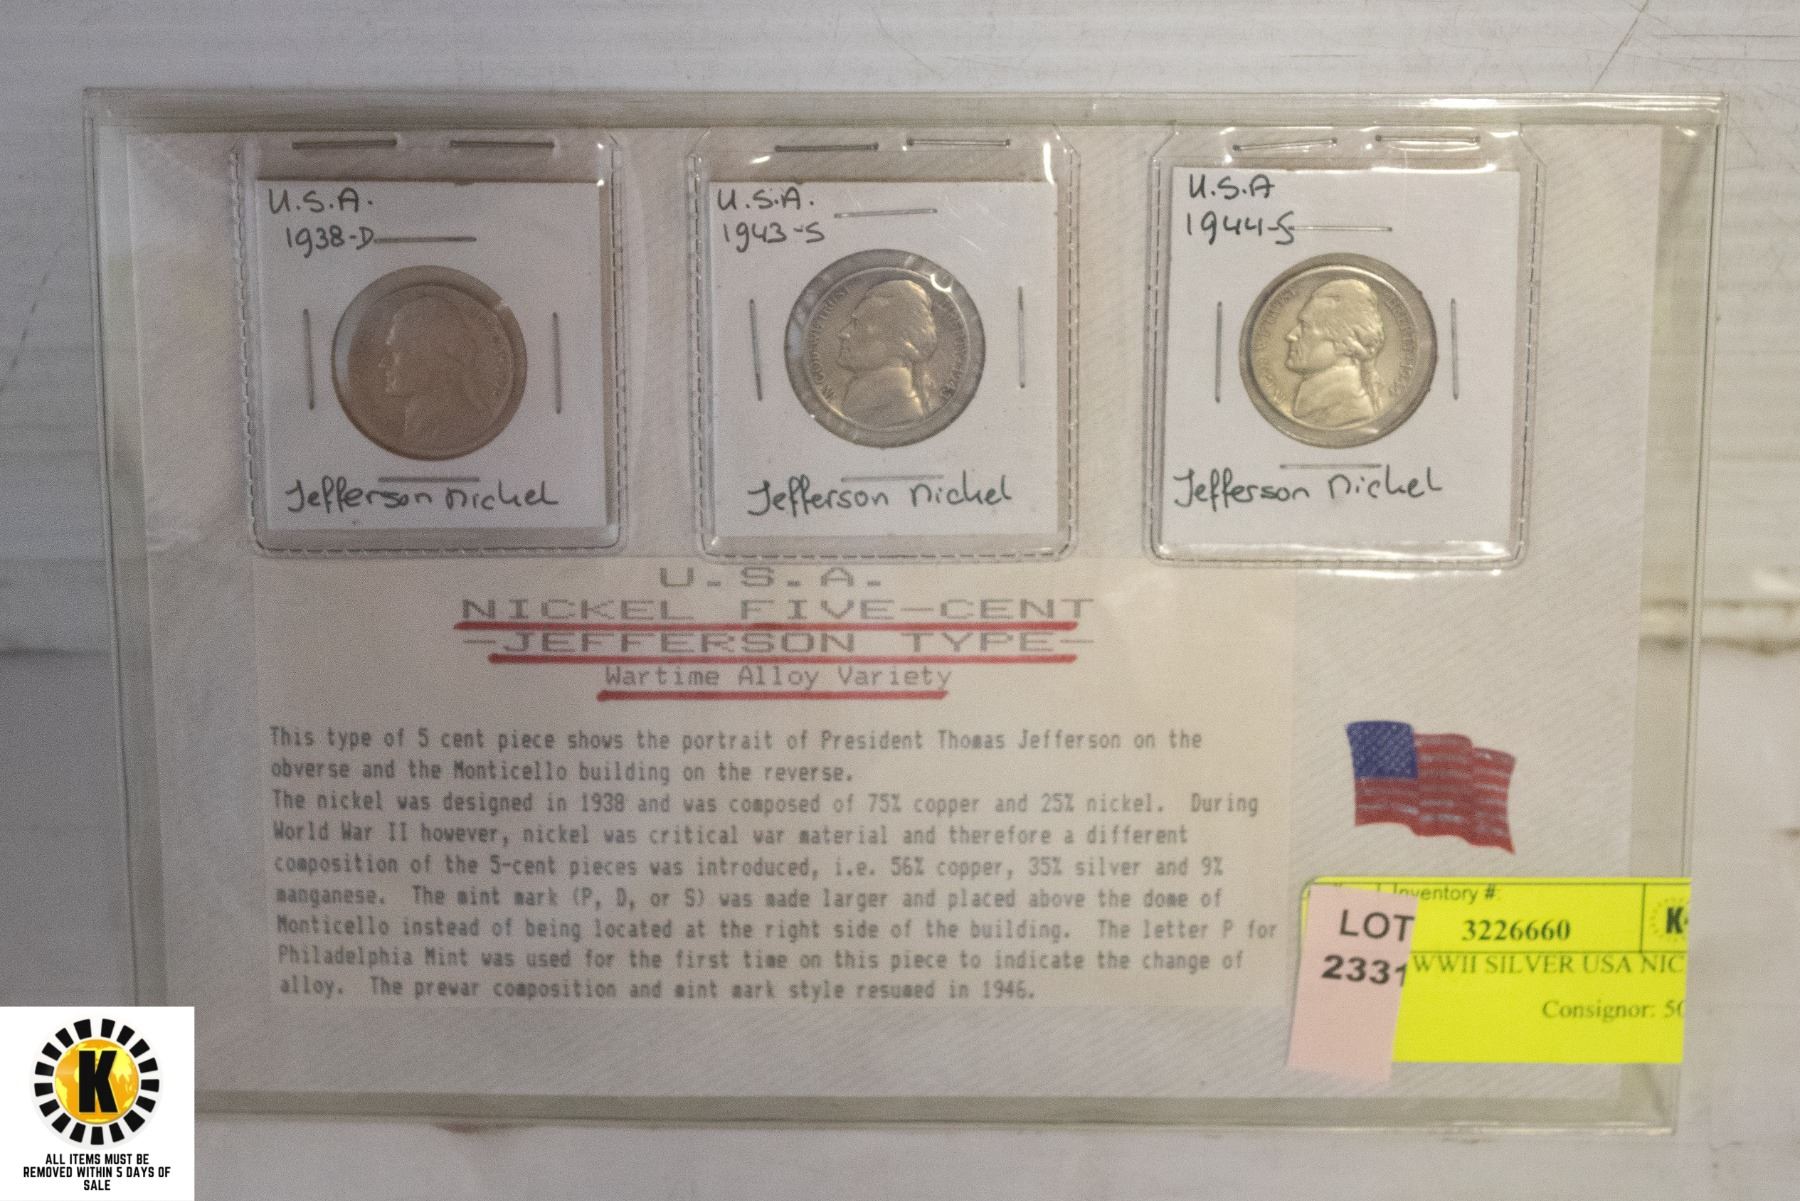 U.S.A.
1938-D
Jefferson nickel
U.S.A.
1943-S
Jefferson nickel
U.S.A
1944-S
Jefferson nickel
U.S.A.
NICKEL FIVE-CENT
-JEFFERSON TYPE-
Wartime Alloy Variety
This type of 5 cent piece shows the portrait of President Thomas Jefferson on the
obverse and the Monticello building on the reverse.
The nickel was designed in 1938 and was composed of 75% copper and 25% nickel. During
World War II however, nickel was critical war material and therefore a different
composition of the 5-cent pieces was introduced, i.e. 56% copper, 35% silver and 9%
manganese. The mint mark (P, D, or S) was made larger and placed above the dome of
Monticello instead of being located at the right side of the building. The letter P for
Philadelphia Mint was used for the first time on this piece to indicate the change of
alloy. The prewar composition and mint mark style resumed in 1946.
Inventory #:
3226660
K
WWII SILVER USA NIC
Consignor: 50
LOT
2331
K
ALL ITEMS MUST BE
REMOVED WITHIN 5 DAYS OF
SALE